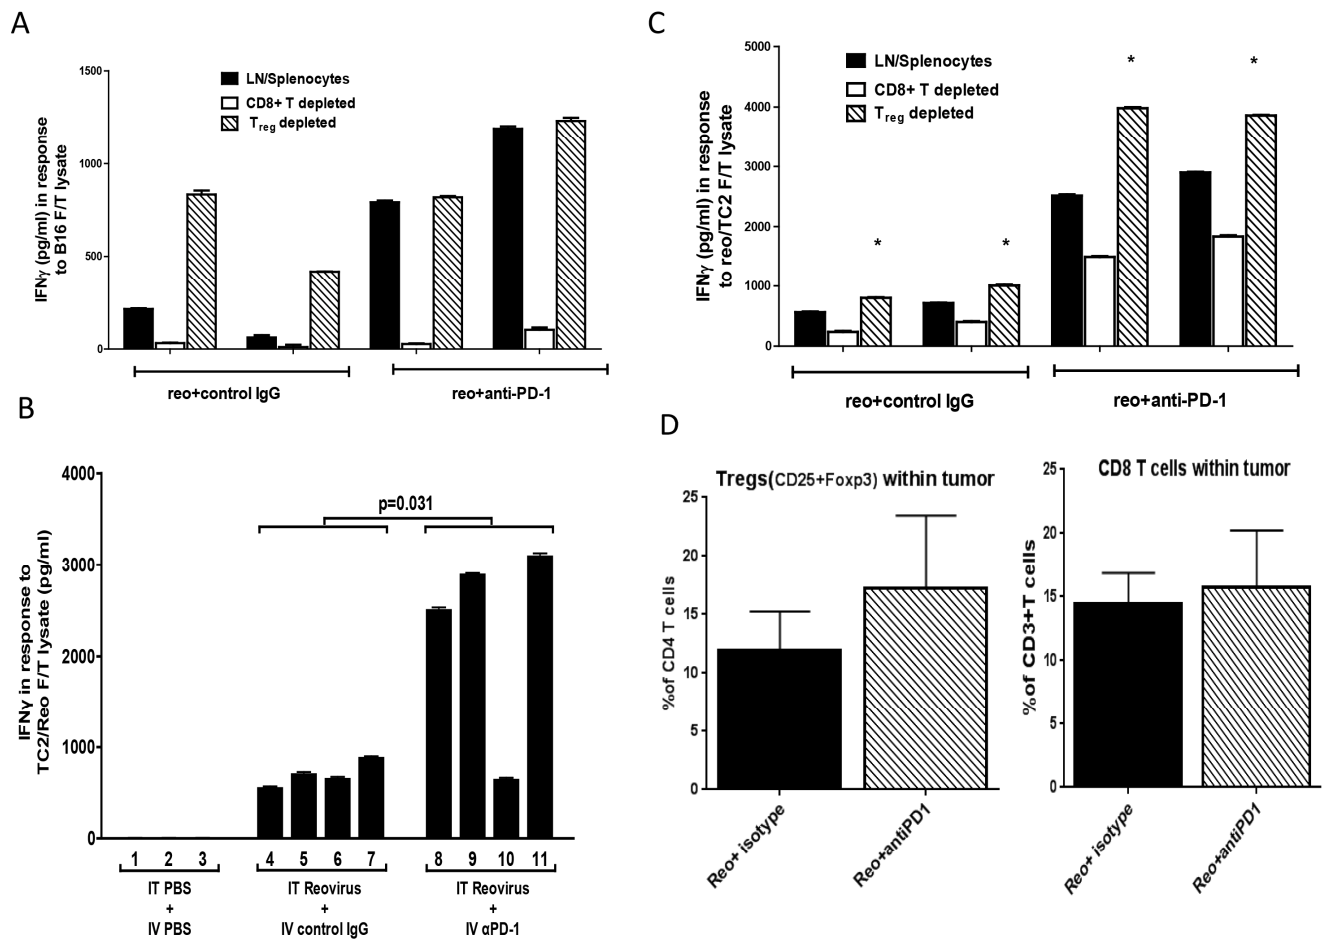 A
IFNγ (pg/ml) in response
to B16 F/T lysate
1500
1000
500
0
LN/Splenocytes
CD8+ T depleted
Treg depleted
reo+control IgG
reo+anti-PD-1
B
IFNγ in response to
TC2/Reo F/T lysate (pg/ml)
4000
3000
2000
1000
0
p=0.031
1 2 3 4 5 6 7 8 9 10 11
IT PBS
+
IV PBS
IT Reovirus
+
IV control IgG
IT Reovirus
+
IV αPD-1
C
IFNγ (pg/ml) in response
to reo/TC2 F/T lysate
5000
4000
3000
2000
1000
0
LN/Splenocytes
CD8+ T depleted
Treg depleted
* * * *
reo+control IgG
reo+anti-PD-1
D
Tregs(CD25+Foxp3) within tumor
%of CD4 T cells
25
20
15
10
5
0
Reo+ isotype
Reo+antiPD1
CD8 T cells within tumor
%of CD3+T cells
25
20
15
10
5
0
Reo+ isotype
Reo+antiPD1